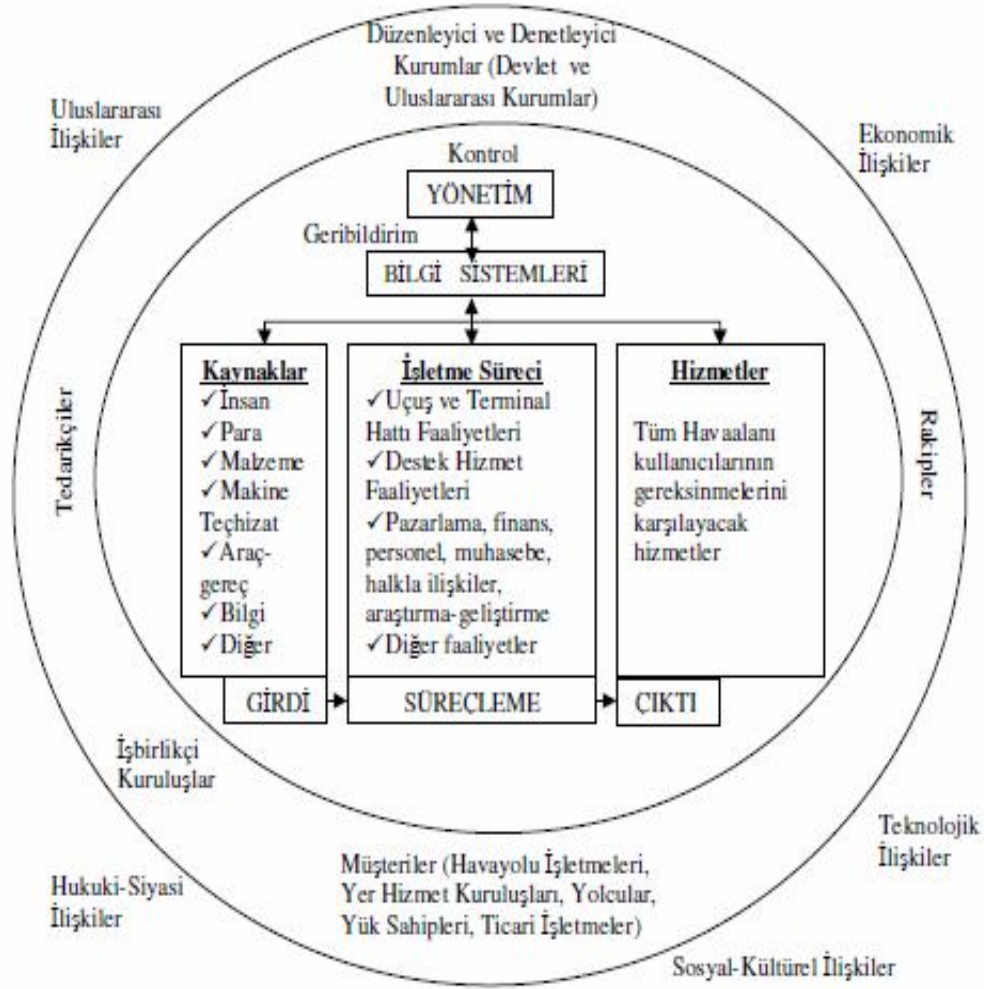 Düzenleyici ve Denetleyici
Kurumlar (Devlet ve
Uluslararası Kurumlar)
Uluslararası
İlişkiler
Ekonomik
İlişkiler
Kontrol
YÖNETİM
Geribildirim
BİLGİ SİSTEMLERİ
Kaynaklar
✓İnsan
✓Para
✓Malzeme
✓Makine
Teçhizat
✓Araç-
gereç
✓Bilgi
✓Diğer
İşletme Süreci
✓Uçuş ve Terminal
Hattı Faaliyetleri
✓Destek Hizmet
Faaliyetleri
✓Pazarlama, finans,
personel, muhasebe,
halkla ilişkiler,
araştırma-geliştirme
✓Diğer faaliyetler
Hizmetler
Tüm Havaalanı
kullanıcılarının
gereksinmelerini
karşılayacak
hizmetler
Tedarikçiler
Rakipler
GİRDİ
SÜREÇLEME
ÇIKTI
İşbirlikçi
Kuruluşlar
Teknolojik
İlişkiler
Müşteriler (Havayolu İşletmeleri,
Yer Hizmet Kuruluşları, Yolcular,
Yük Sahipleri, Ticari İşletmeler)
Hukuki-Siyasi
İlişkiler
Sosyal-Kültürel İlişkiler